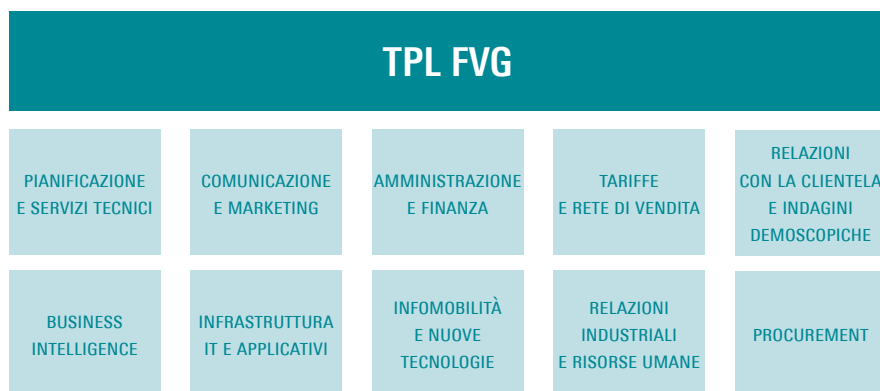 TPL FVG
PIANIFICAZIONE
E SERVIZI TECNICI
COMUNICAZIONE
E MARKETING
AMMINISTRAZIONE
E FINANZA
TARIFFE
E RETE DI VENDITA
RELAZIONI
CON LA CLIENTELA
E INDAGINI
DEMOSCOPICHE
BUSINESS
INTELLIGENCE
INFRASTRUTTURA
IT E APPLICATIVI
INFOMOBILITÀ
E NUOVE
TECNOLOGIE
RELAZIONI
INDUSTRIALI
E RISORSE UMANE
PROCUREMENT